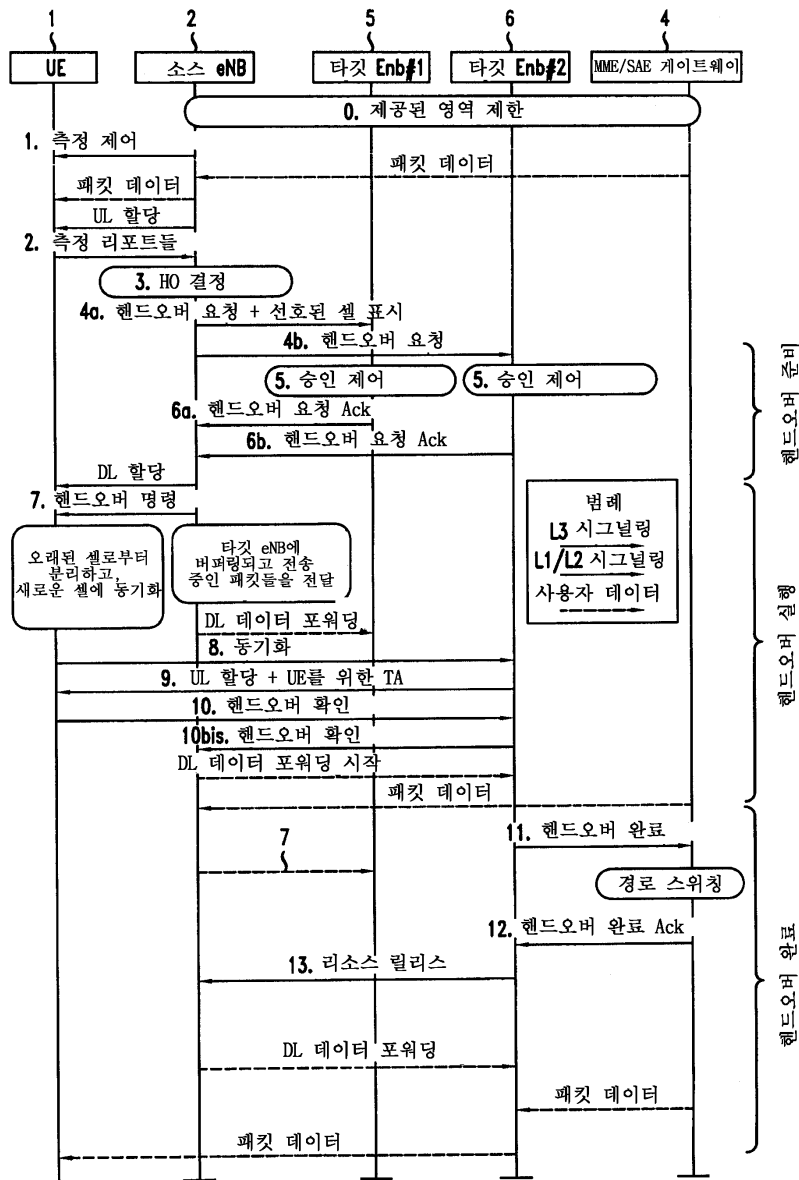 1 2 5 6 4
UE 소스 eNB 타깃 Enb#1 타깃 Enb#2 MME/SAE 게이트웨이
0. 제공된 영역 제한
1. 측정 제어
패킷 데이터
패킷 데이터
UL 할당
2. 측정 리포트들
3. HO 결정
4a. 핸드오버 요청 + 선호된 셀 표시
4b. 핸드오버 요청
5. 승인 제어 5. 승인 제어
6a. 핸드오버 요청 Ack
6b. 핸드오버 요청 Ack
핸드오버 준비
DL 할당
7. 핸드오버 명령
오래된 셀로부터
분리하고,
새로운 셀에 동기화
타깃 eNB에
버퍼링되고 전송
중인 패킷들을 전달
범례
L3 시그널링
L1/L2 시그널링
사용자 데이터
DL 데이터 포워딩
8. 동기화
9. UL 할당 + UE를 위한 TA
10. 핸드오버 확인
10bis. 핸드오버 확인
DL 데이터 포워딩 시작
핸드오버 실행
패킷 데이터
11. 핸드오버 완료
7
경로 스위칭
12. 핸드오버 완료 Ack
13. 리소스 릴리스
핸드오버 완료
DL 데이터 포워딩
패킷 데이터
패킷 데이터